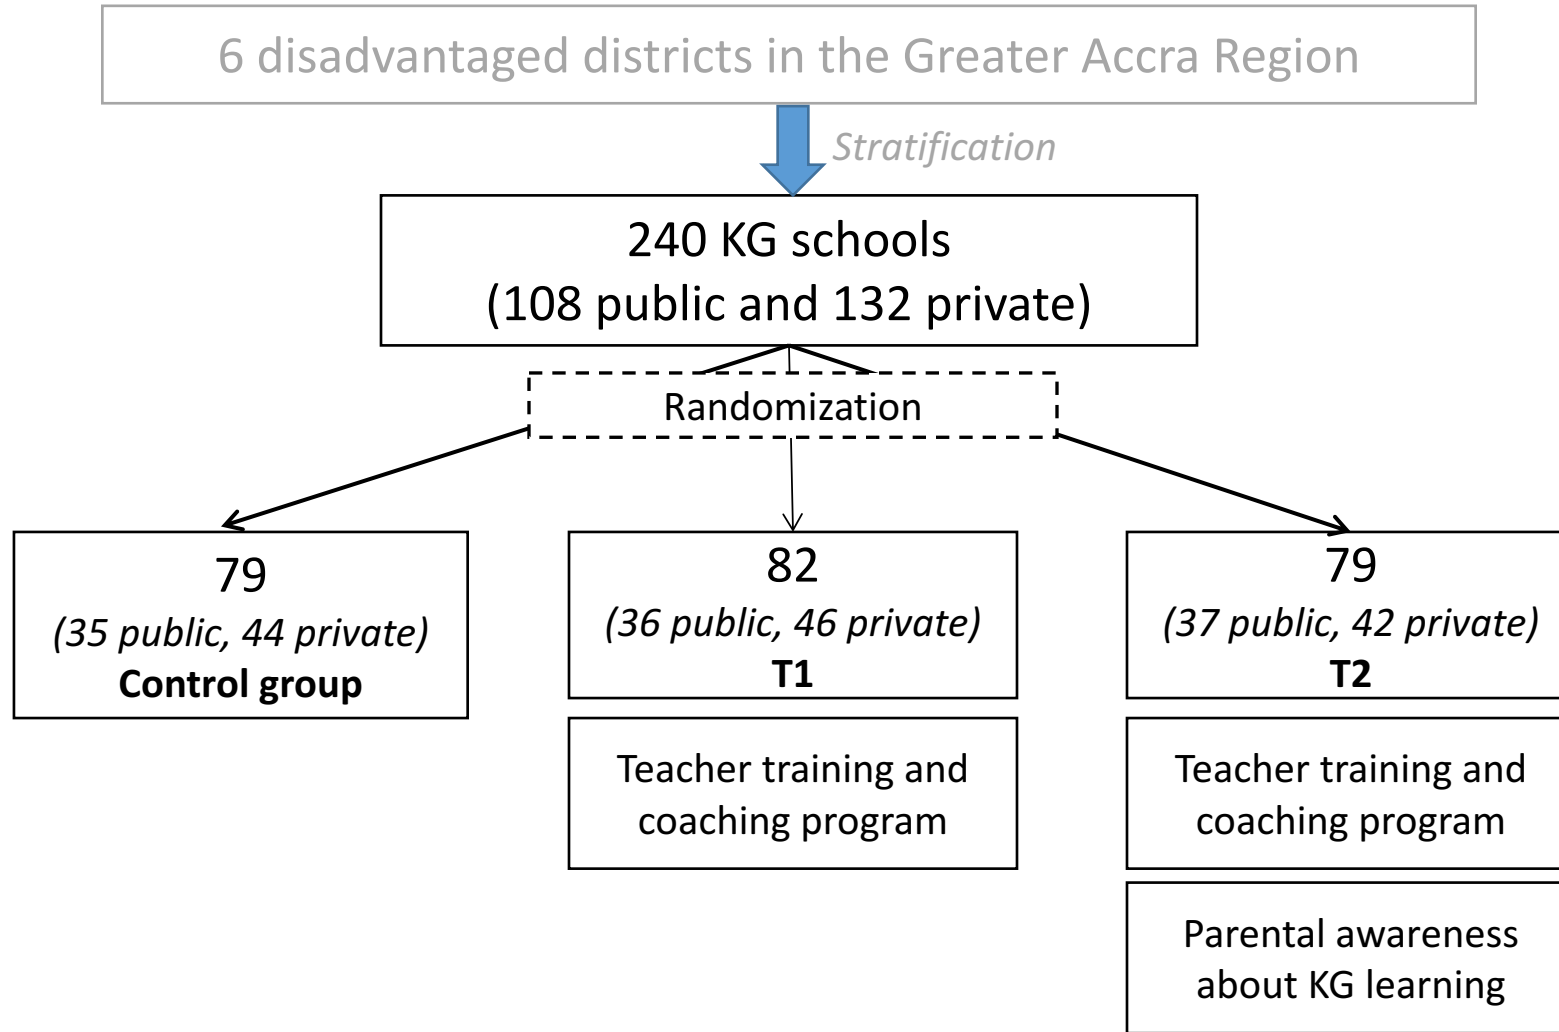 6 disadvantaged districts in the Greater Accra Region
Stratification
240 KG schools
(108 public and 132 private)
Randomization
79
(35 public, 44 private)
Control group
82
(36 public, 46 private)
T1
79
(37 public, 42 private)
T2
Teacher training and
coaching program
Teacher training and
coaching program
Parental awareness
about KG learning